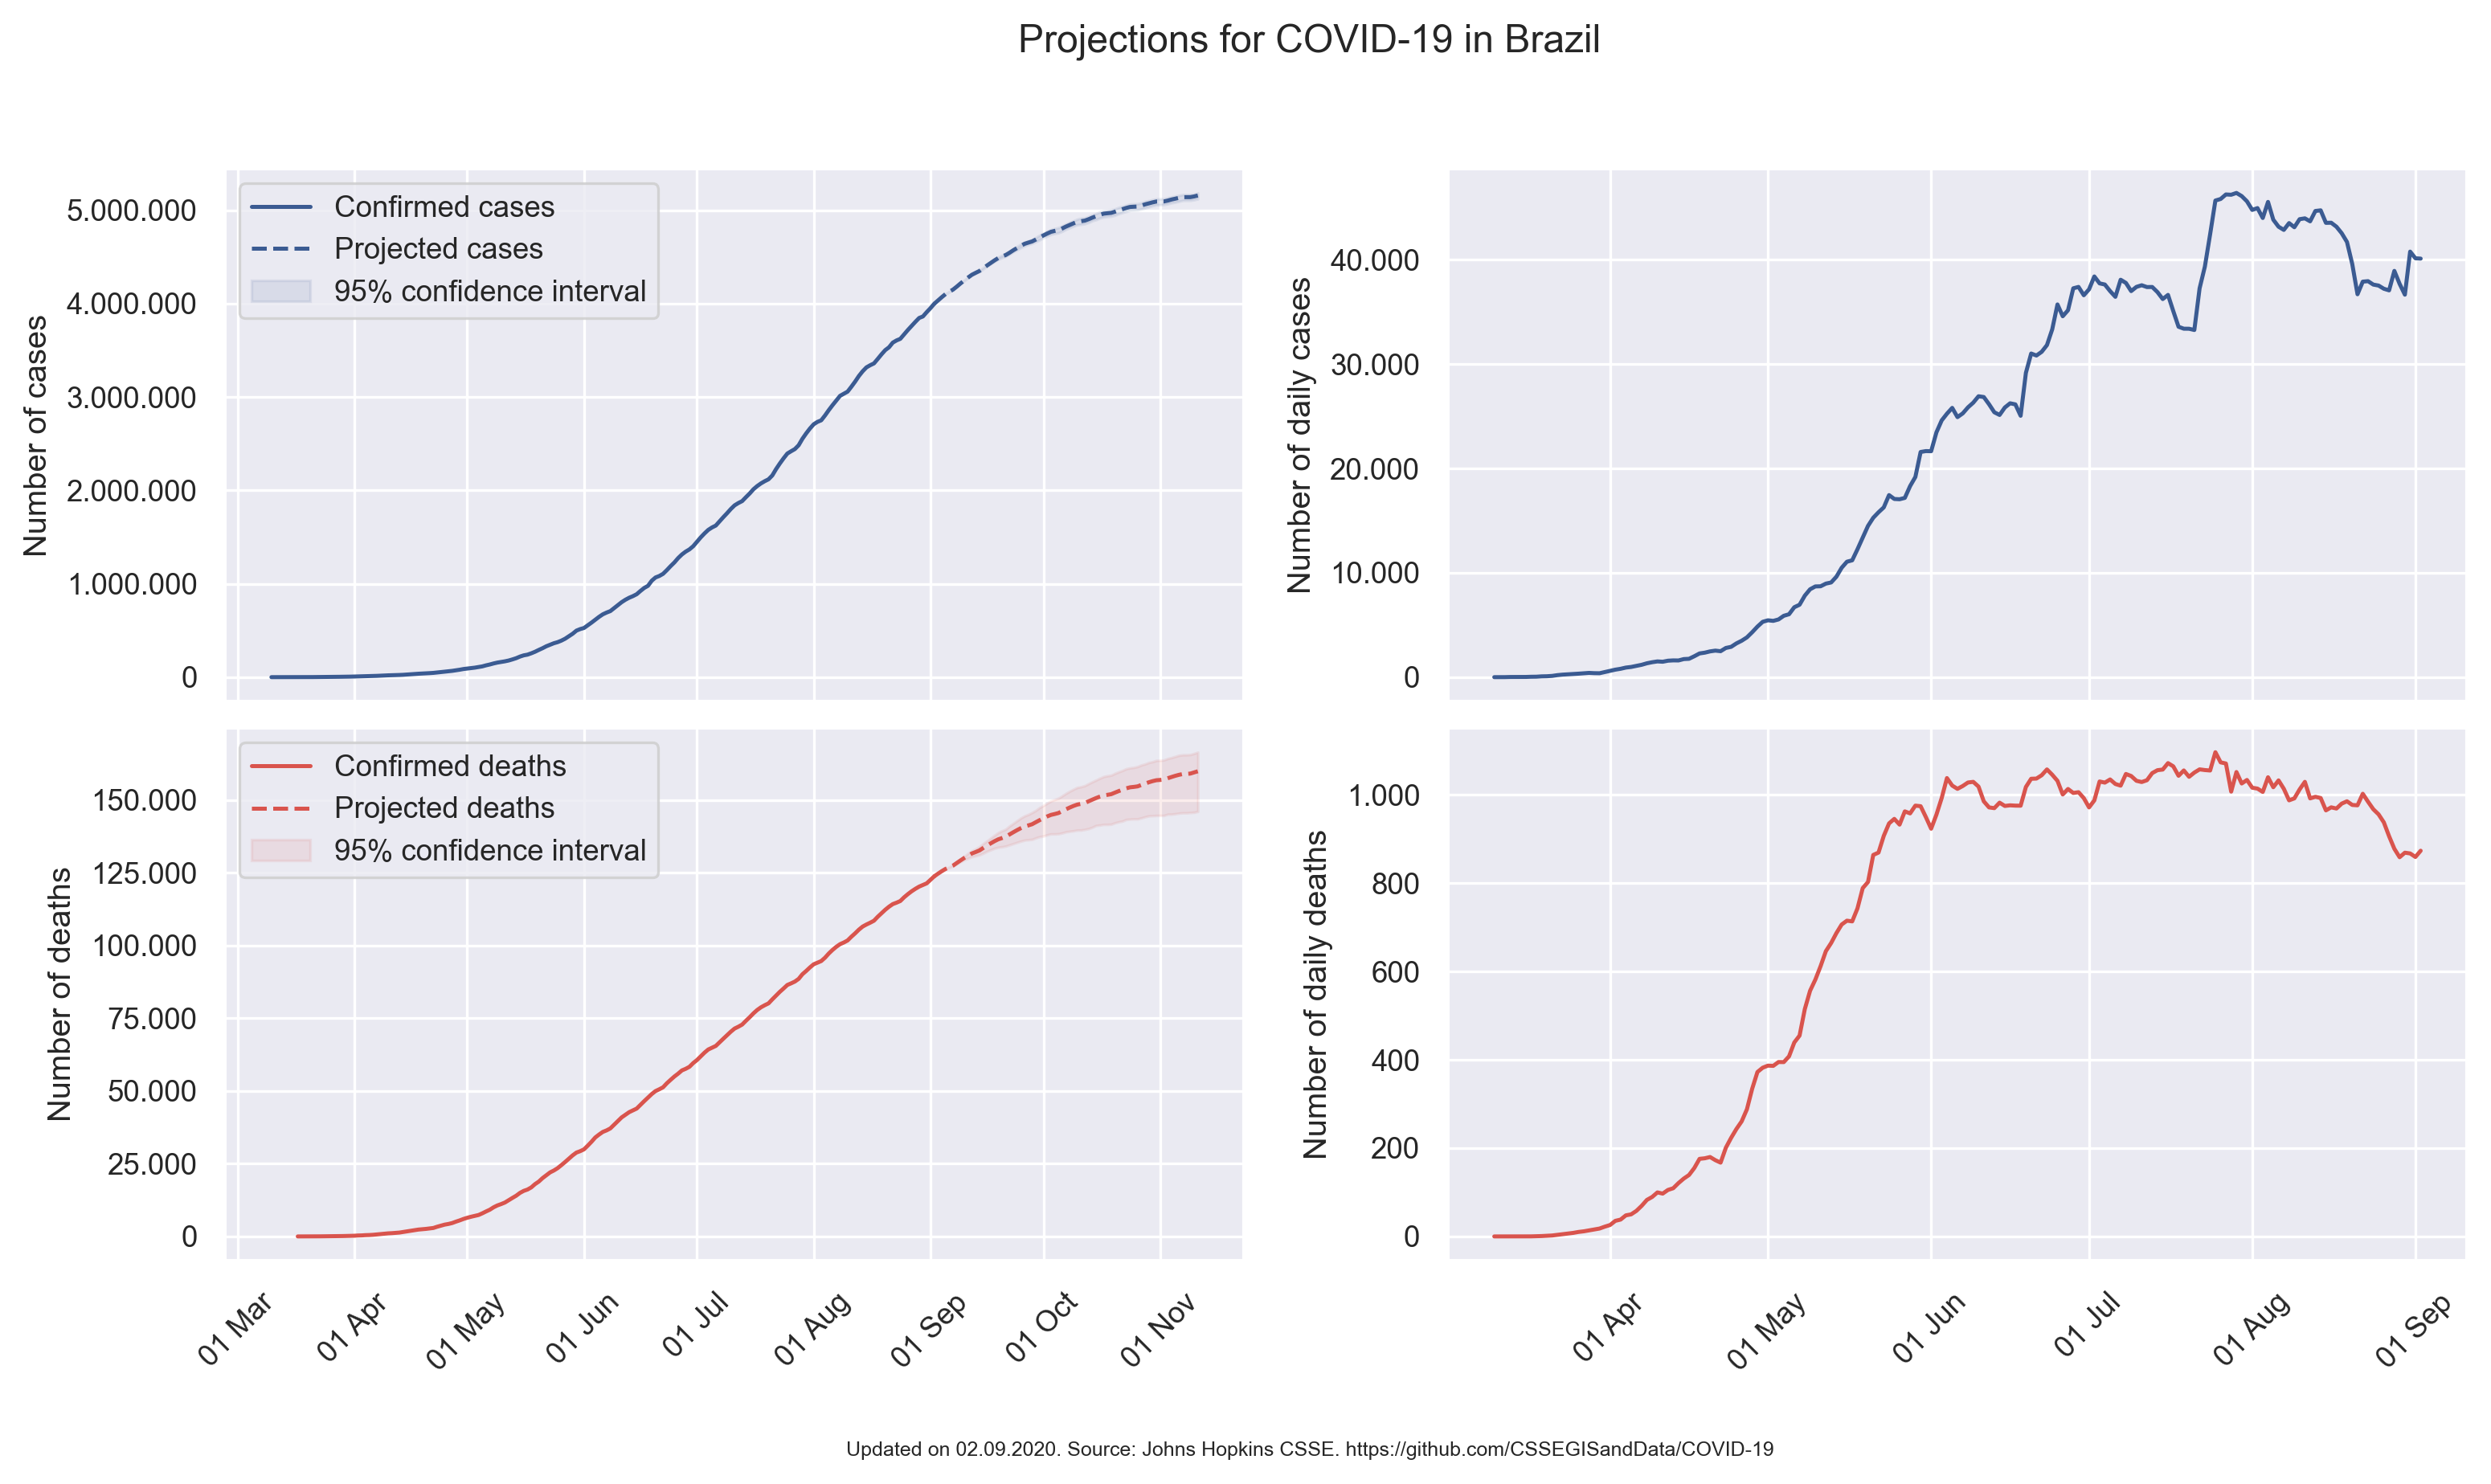 Projections for COVID-19 in Brazil
Number of cases
5.000.000
4.000.000
3.000.000
2.000.000
1.000.000
0
Confirmed cases
Projected cases
95% confidence interval
Number of daily cases
40.000
30.000
20.000
10.000
0
Number of deaths
150.000
125.000
100.000
75.000
50.000
25.000
0
Confirmed deaths
Projected deaths
95% confidence interval
01 Mar
01 Apr
01 May
01 Jun
01 Jul
01 Aug
01 Sep
01 Oct
01 Nov
Number of daily deaths
1.000
800
600
400
200
0
01 Apr
01 May
01 Jun
01 Jul
01 Aug
01 Sep
Updated on 02.09.2020. Source: Johns Hopkins CSSE. https://github.com/CSSEGISandData/COVID-19